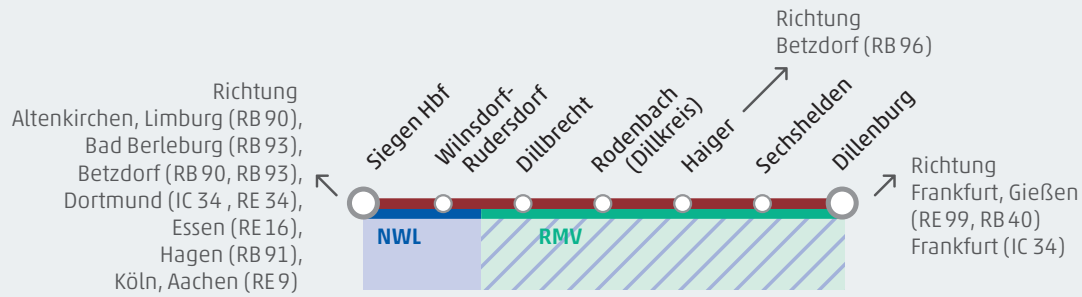 Richtung
Altenkirchen, Limburg (RB 90),
Bad Berleburg (RB 93),
Betzdorf (RB 90, RB 93),
Dortmund (IC 34 , RE 34),
Essen (RE 16),
Hagen (RB 91),
Köln, Aachen (RE 9)
Siegen Hbf
Wilnsdorf-
Rudersdorf
Dillbrecht
Rodenbach
(Dillkreis)
Haiger
Richtung
Betzdorf (RB 96)
Sechshelden
Dillenburg
Richtung
Frankfurt, Gießen
(RE 99, RB 40)
Frankfurt (IC 34)
NWL
RMV